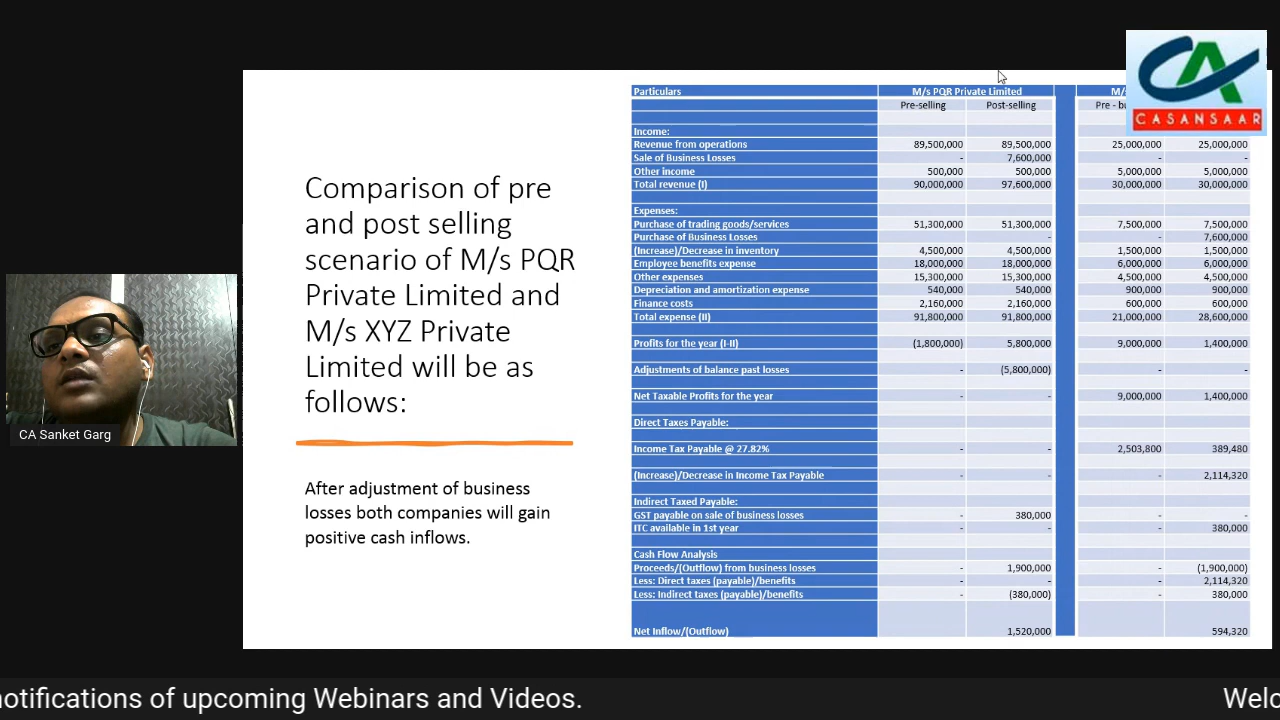 CA
CASANSAAR
Comparison of pre
and post selling
scenario of M/s PQR
Private Limited and
M/s XYZ Private
Limited will be as
follows:
After adjustment of business
losses both companies will gain
positive cash inflows.
Particulars M/s PQR Private Limited
Pre-selling Post-selling Pre -
Income:
Revenue from operations 89,500,000 89,500,000 25,000,000 25,000,000
Sale of Business Losses - 7,600,000 - -
Other income 500,000 500,000 5,000,000 5,000,000
Total revenue (I) 90,000,000 97,600,000 30,000,000 30,000,000
Expenses:
Purchase of trading goods/services 51,300,000 51,300,000 7,500,000 7,500,000
Purchase of Business Losses - - 7,600,000
(Increase)/Decrease in inventory 4,500,000 4,500,000 1,500,000 1,500,000
Employee benefits expense 18,000,000 18,000,000 6,000,000 6,000,000
Other expenses 15,300,000 15,300,000 4,500,000 4,500,000
Depreciation and amortization expense 540,000 540,000 900,000 900,000
Finance costs 2,160,000 2,160,000 600,000 600,000
Total expense (II) 91,800,000 91,800,000 21,000,000 28,600,000
Profits for the year (I-II) (1,800,000) 5,800,000 9,000,000 1,400,000
Adjustments of balance past losses - (5,800,000) - -
Net Taxable Profits for the year - - 9,000,000 1,400,000
Direct Taxes Payable:
Income Tax Payable @ 27.82% - - 2,503,800 389,480
(Increase)/Decrease in Income Tax Payable - - - 2,114,320
Indirect Taxed Payable:
GST payable on sale of business losses - 380,000 - -
ITC available in 1st year - - - 380,000
Cash Flow Analysis
Proceeds/(Outflow) from business losses - 1,900,000 - (1,900,000)
Less: Direct taxes (payable)/benefits - - - 2,114,320
Less: Indirect taxes (payable)/benefits - (380,000) - 380,000
Net Inflow/(Outflow) 1,520,000 594,320
CA Sanket Garg
notifications of upcoming Webinars and Videos. Welc